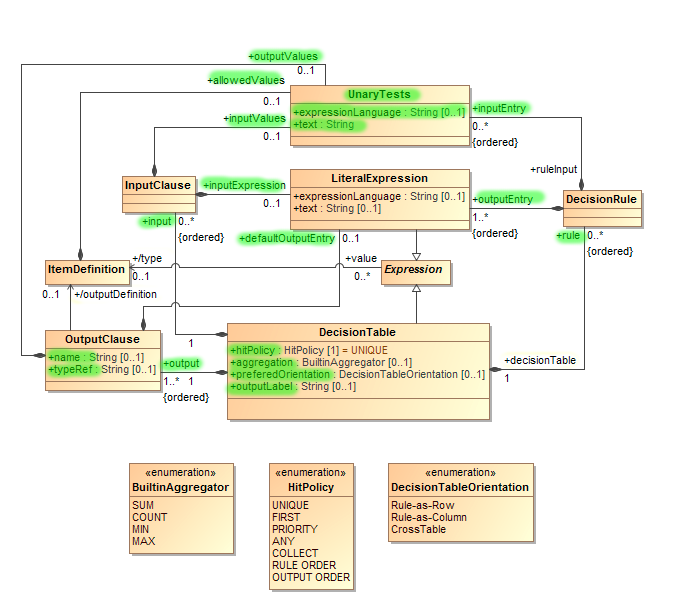 +outputValues
0..1
+allowedValues
0..1
UnaryTests
+expressionLanguage : String [0..1]
+text : String
+inputEntry
0..*
{ordered}
+inputValues
0..1
+ruleInput
InputClause
+inputExpression
0..1
LiteralExpression
+expressionLanguage : String [0..1]
+text : String [0..1]
+outputEntry
1..*
{ordered}
DecisionRule
+input
0..*
{ordered}
+defaultOutputEntry
0..1
+rule
0..*
{ordered}
ItemDefinition
+/type
0..1
+value
0..*
Expression
0..1
+/outputDefinition
OutputClause
+name : String [0..1]
+typeRef : String [0..1]
1
+output
1..*
1
{ordered}
DecisionTable
+hitPolicy : HitPolicy [1] = UNIQUE
+aggregation : BuiltinAggregator [0..1]
+preferedOrientation : DecisionTableOrientation [0..1]
+outputLabel : String [0..1]
+decisionTable
1
«enumeration»
BuiltinAggregator
SUM
COUNT
MIN
MAX
«enumeration»
HitPolicy
UNIQUE
FIRST
PRIORITY
ANY
COLLECT
RULE ORDER
OUTPUT ORDER
«enumeration»
DecisionTableOrientation
Rule-as-Row
Rule-as-Column
CrossTable